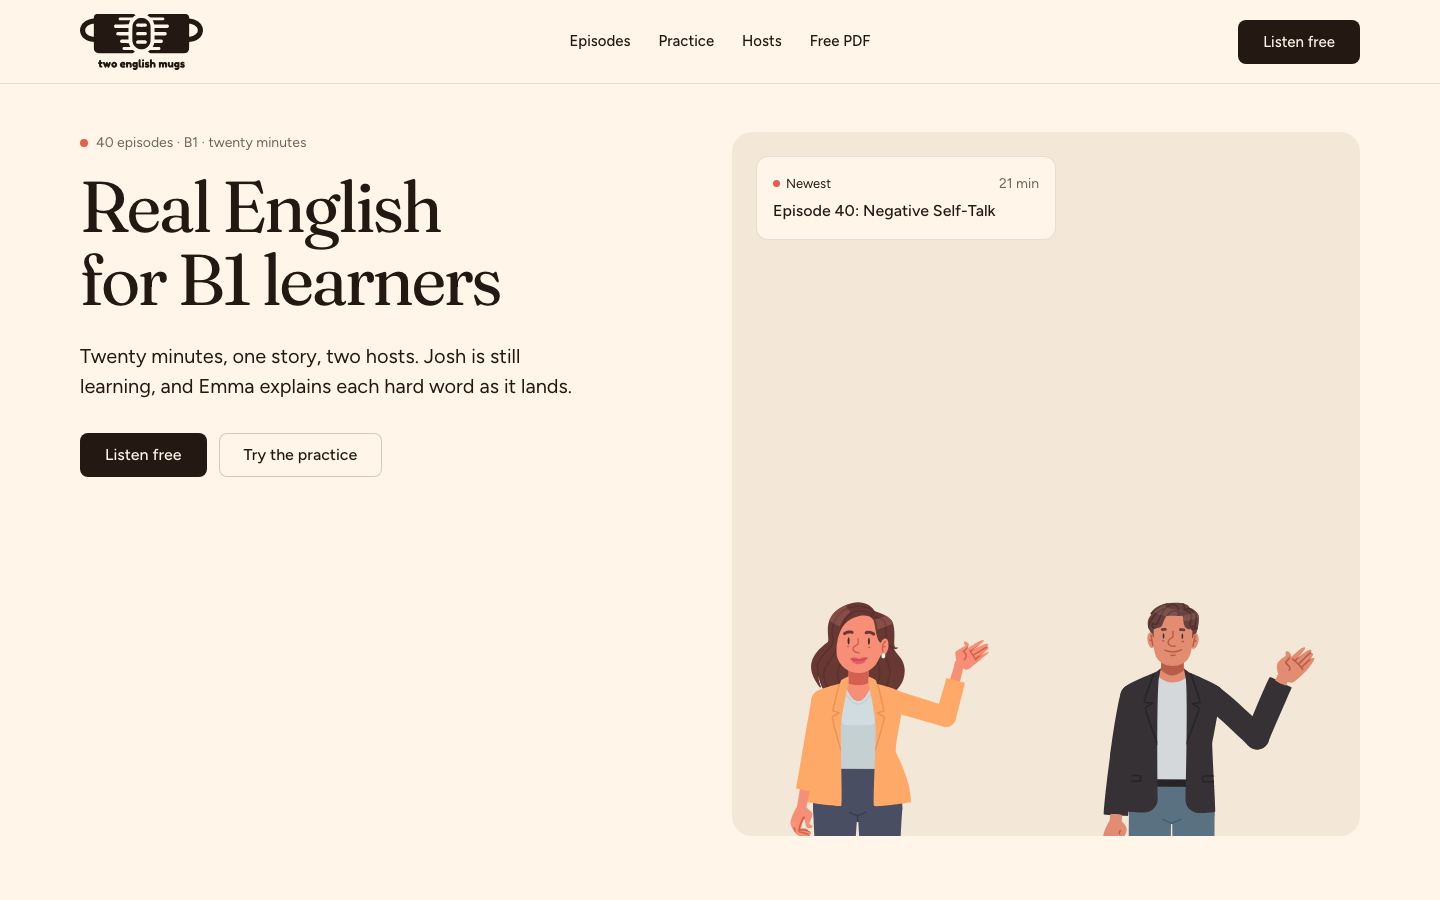 two english mugs
Episodes
Practice
Hosts
Free PDF
Listen free
40 episodes · B1 · twenty minutes
Real English
for B1 learners
Twenty minutes, one story, two hosts. Josh is still
learning, and Emma explains each hard word as it lands.
Listen free
Try the practice
Newest
21 min
Episode 40: Negative Self-Talk